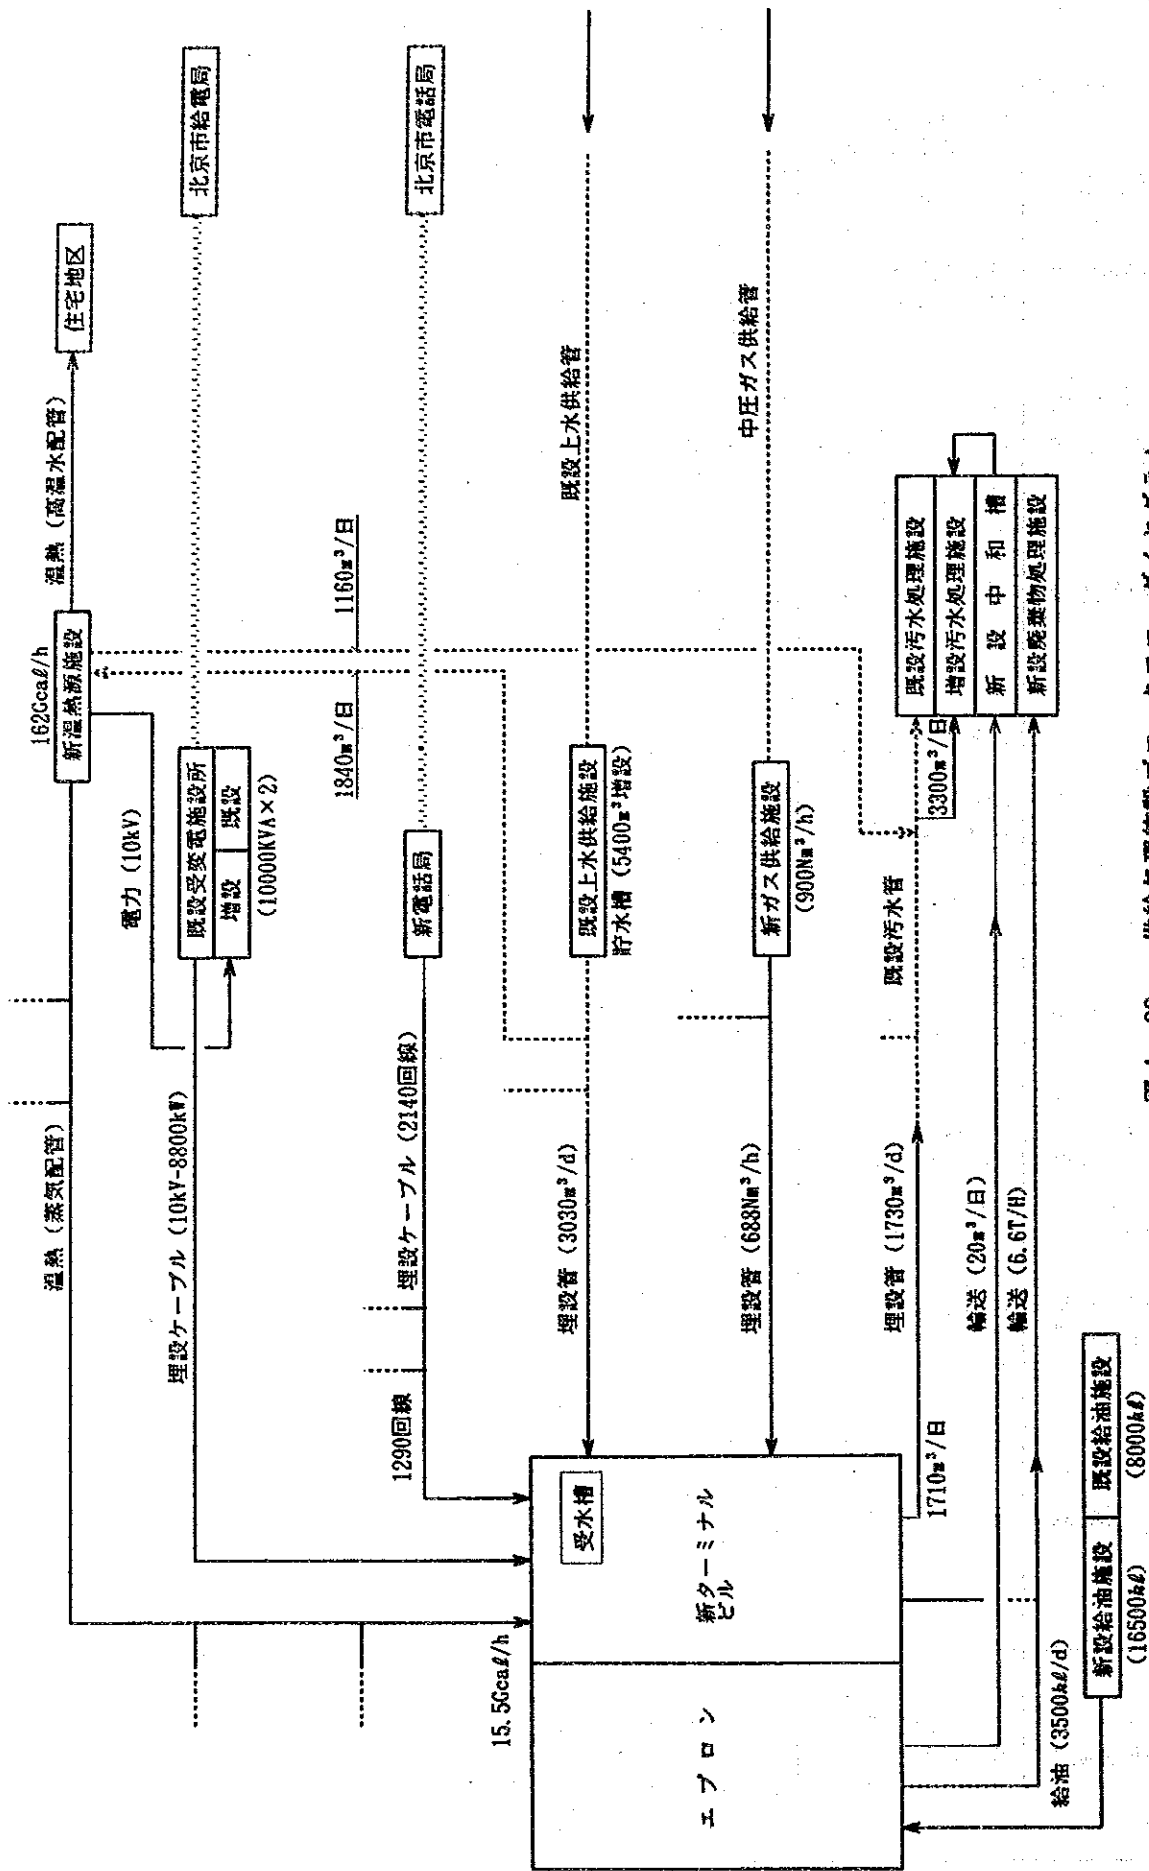 162Gcaℓ/h
新温熱源施設
温熱（高温水配管）
住宅地区
温熱（蒸気配管）
電力（10kV）
既設受変電施設所
増設
既設
(10000KVA×2)
北京市給電局
埋設ケーブル（10kV-8800kW）
1840m³/日
1160m³/日
新電話局
北京市電話局
埋設ケーブル（2140回線）
1290回線
既設上水供給管
既設上水供給施設
貯水槽（5400m³増設）
埋設管（3030m³/d）
中圧ガス供給管
新ガス供給施設
(900Nm³/h)
埋設管（688Nm³/h）
15.5Gcaℓ/h
受水槽
新ターミナル
ビル
エプロン
埋設管（1730m³/d）
1710m³/日
既設汚水管
3300m³/日
既設汚水処理施設
増設汚水処理施設
新設中和槽
新設廃棄物処理施設
輸送（20m³/日）
輸送（6.6T/H）
給油（3500kℓ/d）
新設給油施設
既設給油施設
(16500kℓ)
(8000kℓ)